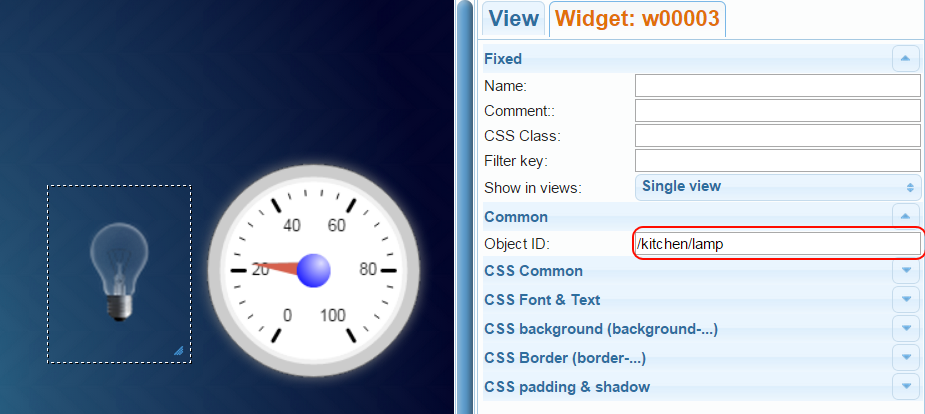 40 60
20 80
0 100
View Widget: w00003
Fixed
Name:
Comment::
CSS Class:
Filter key:
Show in views: Single view
Common
Object ID: /kitchen/lamp
CSS Common
CSS Font & Text
CSS background (background-...)
CSS Border (border-...)
CSS padding & shadow